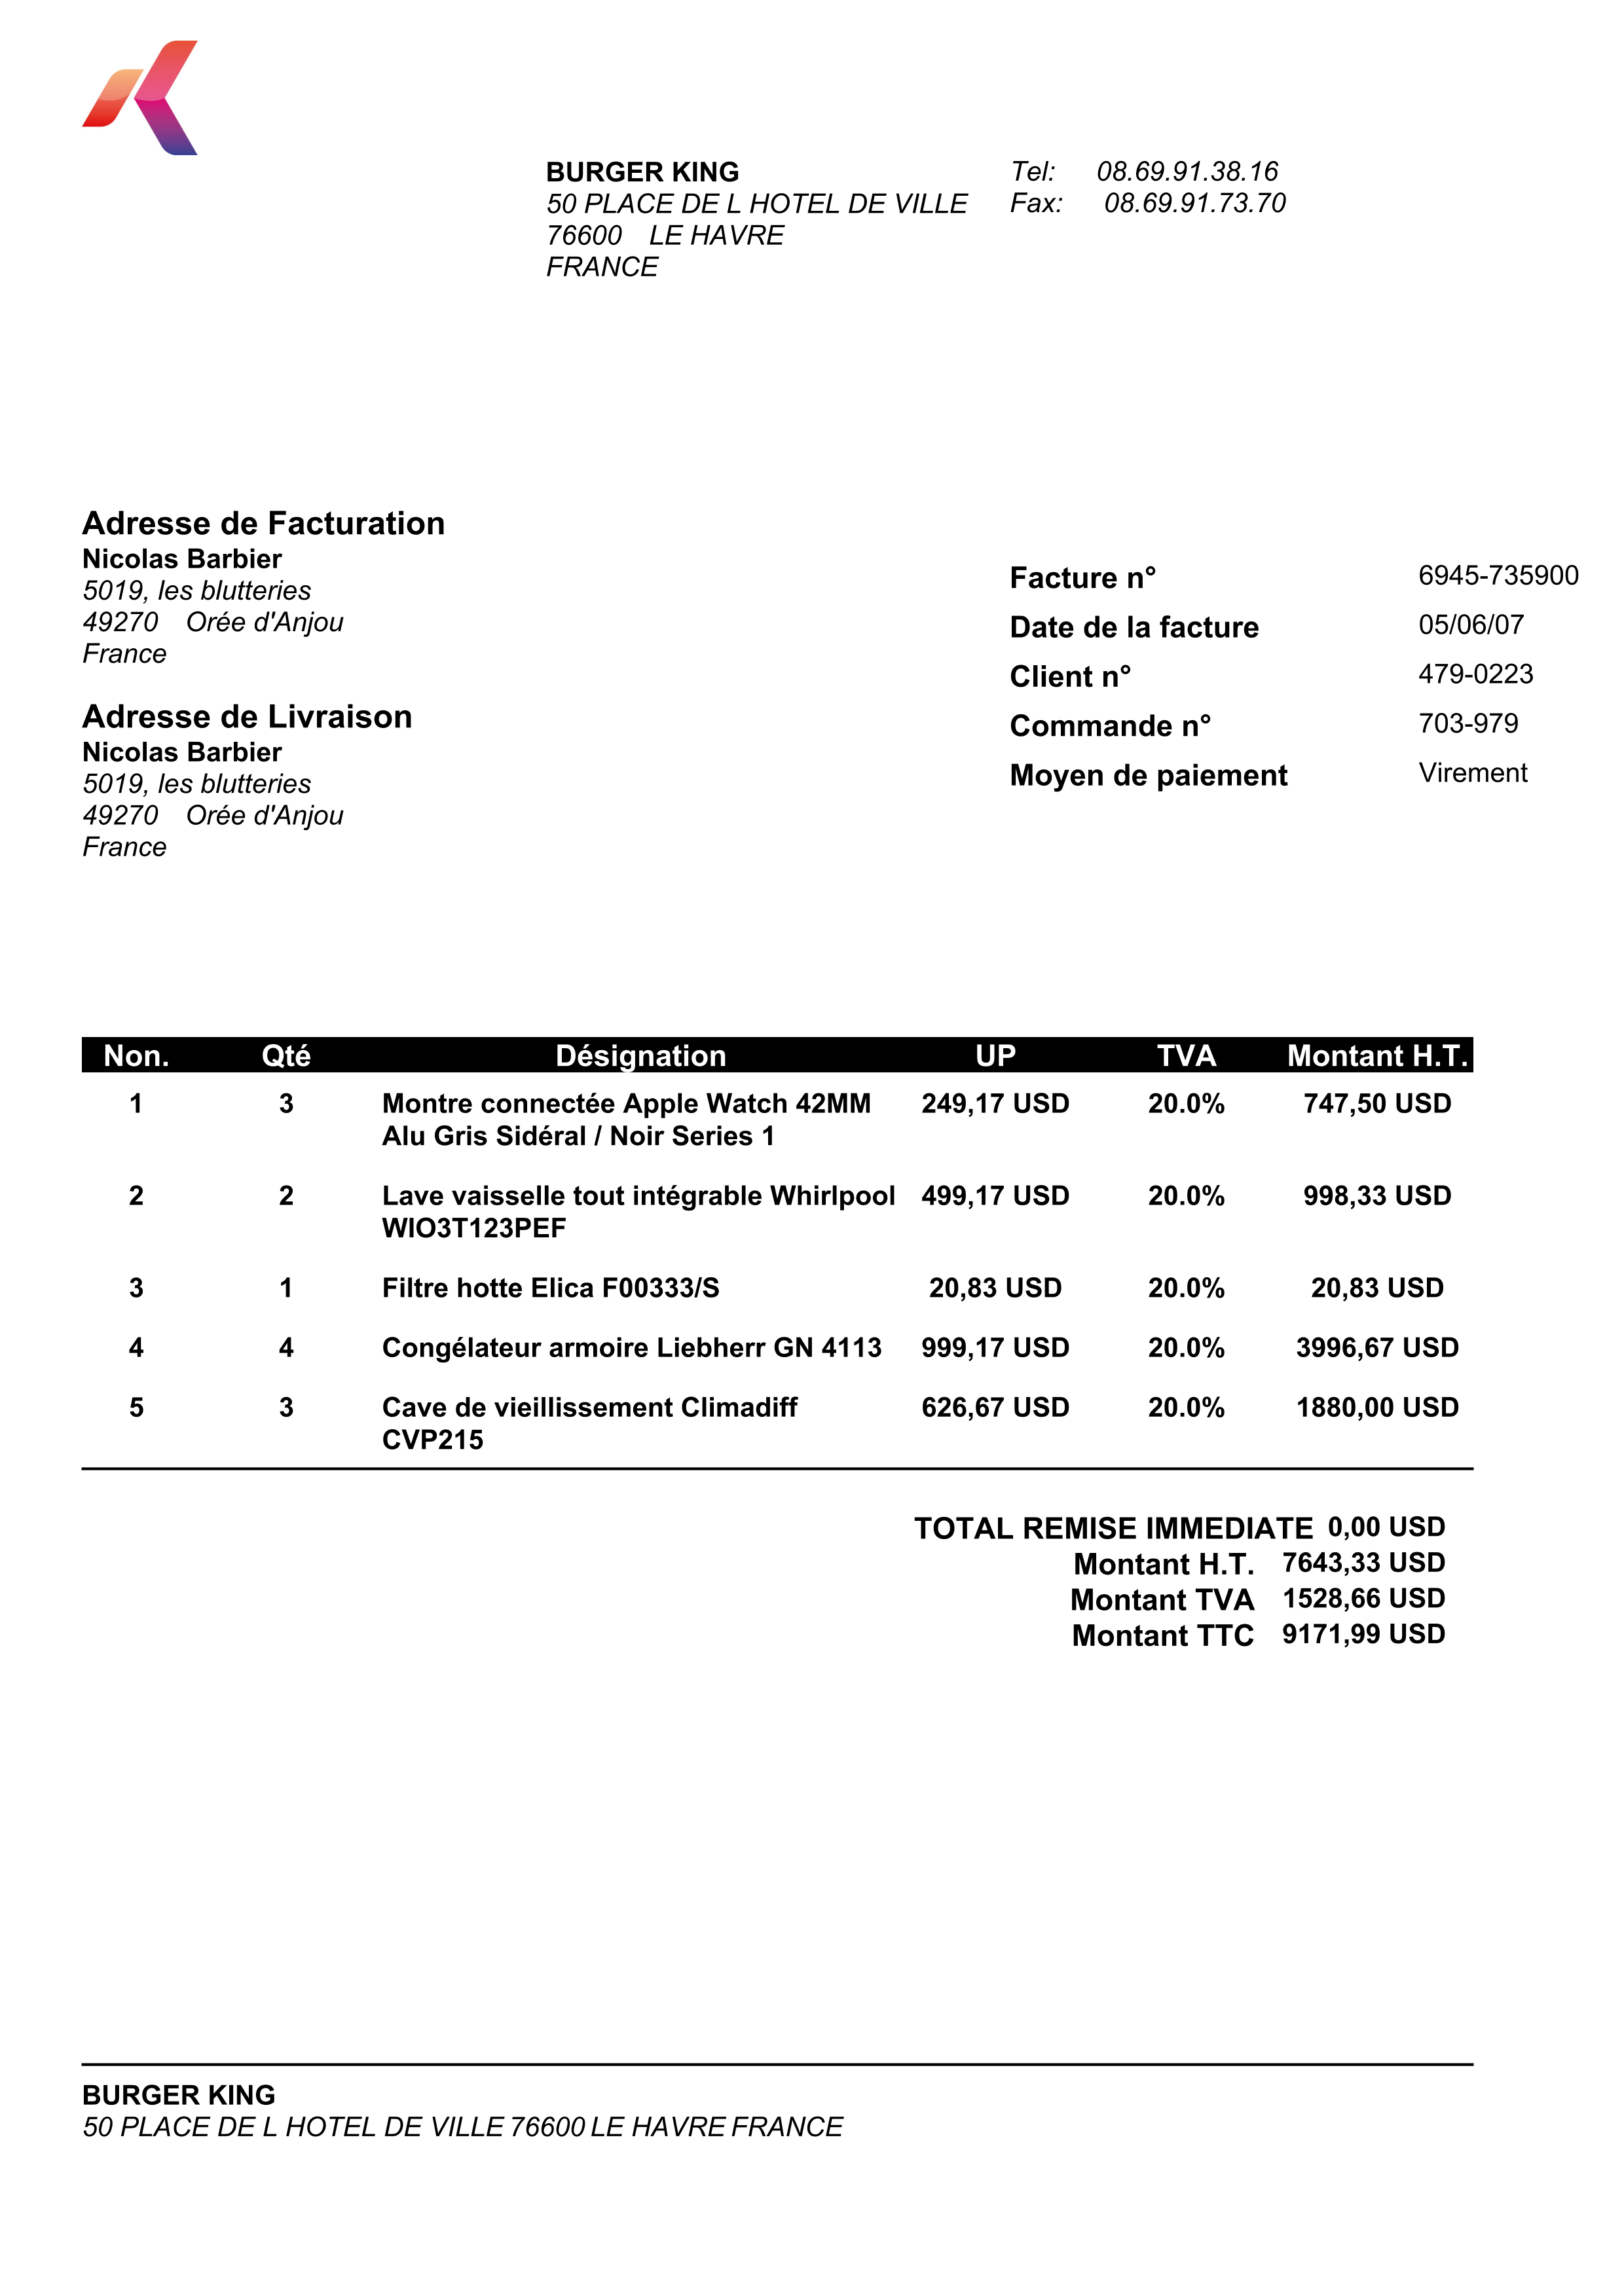 BURGER KING
50 PLACE DE L HOTEL DE VILLE
76600 LE HAVRE
FRANCE
Tel: 08.69.91.38.16
Fax: 08.69.91.73.70
Adresse de Facturation
Nicolas Barbier
5019, les blutteries
49270 Orée d'Anjou
France
Adresse de Livraison
Nicolas Barbier
5019, les blutteries
49270 Orée d'Anjou
France
Facture n° 6945-735900
Date de la facture 05/06/07
Client n° 479-0223
Commande n° 703-979
Moyen de paiement Virement
Non. Qté Désignation UP TVA Montant H.T.
1 3 Montre connectée Apple Watch 42MM 249,17 USD 20.0% 747,50 USD
Alu Gris Sidéral / Noir Series 1
2 2 Lave vaisselle tout intégrable Whirlpool 499,17 USD 20.0% 998,33 USD
WIO3T123PEF
3 1 Filtre hotte Elica F00333/S 20,83 USD 20.0% 20,83 USD
4 4 Congélateur armoire Liebherr GN 4113 999,17 USD 20.0% 3996,67 USD
5 3 Cave de vieillissement Climadiff 626,67 USD 20.0% 1880,00 USD
CVP215
TOTAL REMISE IMMEDIATE 0,00 USD
Montant H.T. 7643,33 USD
Montant TVA 1528,66 USD
Montant TTC 9171,99 USD
BURGER KING
50 PLACE DE L HOTEL DE VILLE 76600 LE HAVRE FRANCE